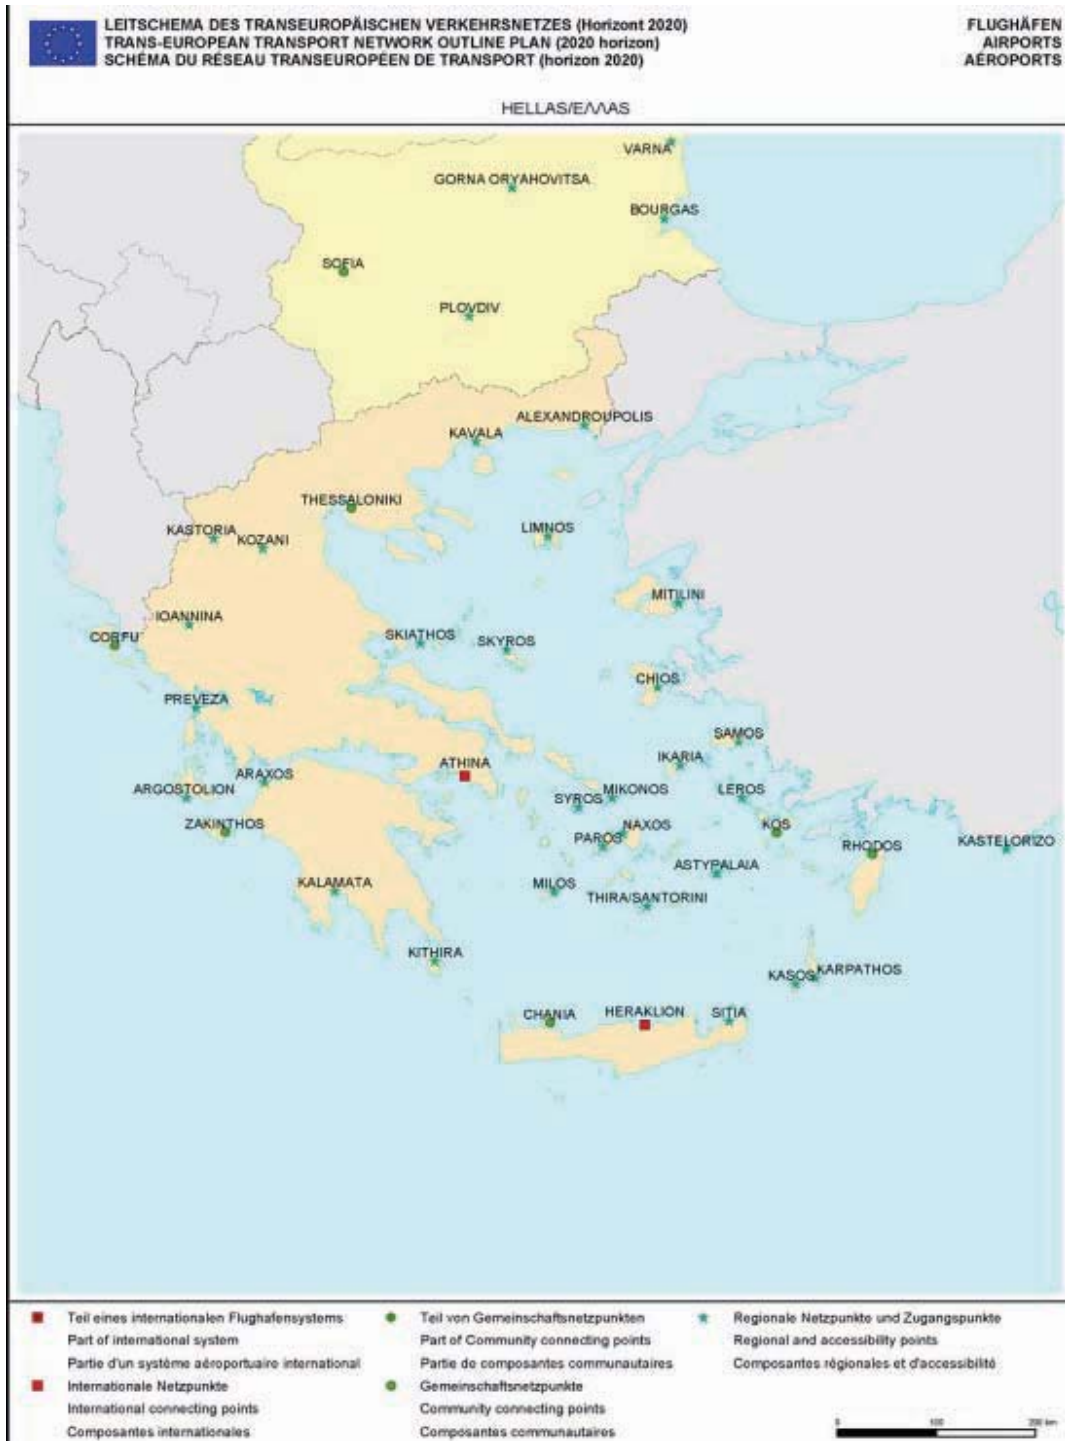 LEITSCHEMA DES TRANSEUROPÄISCHEN VERKEHRSNETZES (Horizont 2020)
TRANS-EUROPEAN TRANSPORT NETWORK OUTLINE PLAN (2020 horizon)
SCHÉMA DU RÉSEAU TRANSEUROPÉEN DE TRANSPORT (horizon 2020)
FLUGHÄFEN
AIRPORTS
AÉROPORTS
HELLAS/ΕΛΛΑS
VARNA
GORNA ORYAHOVITSA
BOURGAS
SOFIA
PLOVDIV
ALEXANDROUPOLIS
KAVALA
THESSALONIKI
LIMNOS
KASTORIA
KOZANI
MITILINI
IOANNINA
CORFU
SKIATHOS
SKYROS
CHIOS
PREVEZA
SAMOS
IKARIA
ATHINA
ARAXOS
ARGOSTOLION
MIKONOS
LEROS
SYROS
ZAKINTHOS
NAXOS
KOS
PAROS
RHODOS
KASTELORIZO
ASTYPALAIA
KALAMATA
MILOS
THIRA/SANTORINI
KITHIRA
KASOS
KARPATHOS
CHANIA
HERAKLION
SITIA
Teil eines internationalen Flughafensystems
Part of international system
Partie d'un système aéroportuaire international
Internationale Netzpunkte
International connecting points
Composantes internationales
Teil von Gemeinschaftsnetzpunkten
Part of Community connecting points
Partie de composantes communautaires
Gemeinschaftsnetzpunkte
Community connecting points
Composantes communautaires
Regionale Netzpunkte und Zugangspunkte
Regional and accessibility points
Composantes régionales et d'accessibilité
0 100 200 km